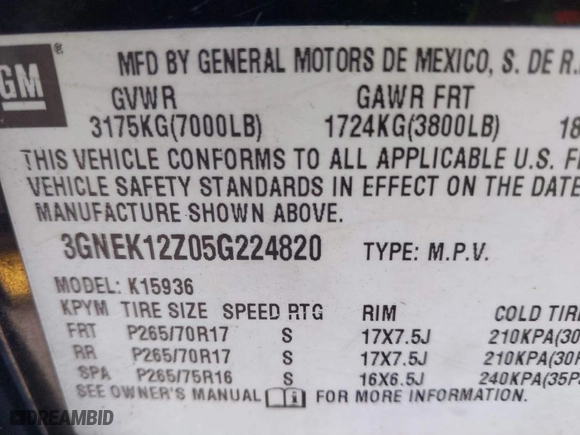 GM®
MFD BY GENERAL MOTORS DE MEXICO, S. DE R.
GVWR GAWR FRT
3175KG(7000LB) 1724KG(3800LB) 18
THIS VEHICLE CONFORMS TO ALL APPLICABLE U.S. F
VEHICLE SAFETY STANDARDS IN EFFECT ON THE DATE
MANUFACTURE SHOWN ABOVE.
3GNEK12Z05G224820 TYPE: M.P.V.
MODEL: K15936
KPYM TIRE SIZE SPEED RTG RIM COLD TIR
FRT P265/70R17 S 17X7.5J 210KPA(30
RR P265/70R17 S 17X7.5J 210KPA(30
SPA P265/75R16 S 16X6.5J 240KPA(35P
SEE OWNER'S MANUAL i FOR MORE INFORMATION.
DREAMBID